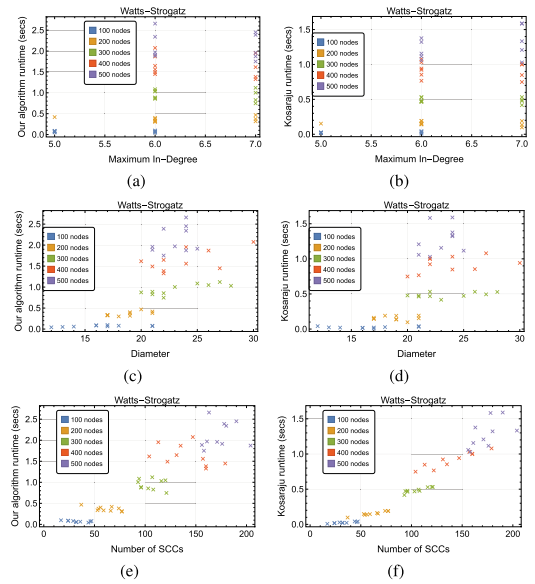 Watts−Strogatz
Our algorithm runtime (secs)
2.5
2.0
1.5
1.0
0.5
0.0
100 nodes
200 nodes
300 nodes
400 nodes
500 nodes
5.0 5.5 6.0 6.5 7.0
Maximum In−Degree
(a)
Watts−Strogatz
Kosaraju runtime (secs)
1.5
1.0
0.5
0.0
100 nodes
200 nodes
300 nodes
400 nodes
500 nodes
5.0 5.5 6.0 6.5 7.0
Maximum In−Degree
(b)
Watts−Strogatz
Our algorithm runtime (secs)
2.5
2.0
1.5
1.0
0.5
0.0
100 nodes
200 nodes
300 nodes
400 nodes
500 nodes
15 20 25 30
Diameter
(c)
Watts−Strogatz
Kosaraju runtime (secs)
1.5
1.0
0.5
0.0
100 nodes
200 nodes
300 nodes
400 nodes
500 nodes
15 20 25 30
Diameter
(d)
Watts−Strogatz
Our algorithm runtime (secs)
2.5
2.0
1.5
1.0
0.5
0.0
100 nodes
200 nodes
300 nodes
400 nodes
500 nodes
0 50 100 150 200
Number of SCCs
(e)
Watts−Strogatz
Kosaraju runtime (secs)
1.5
1.0
0.5
0.0
100 nodes
200 nodes
300 nodes
400 nodes
500 nodes
0 50 100 150 200
Number of SCCs
(f)